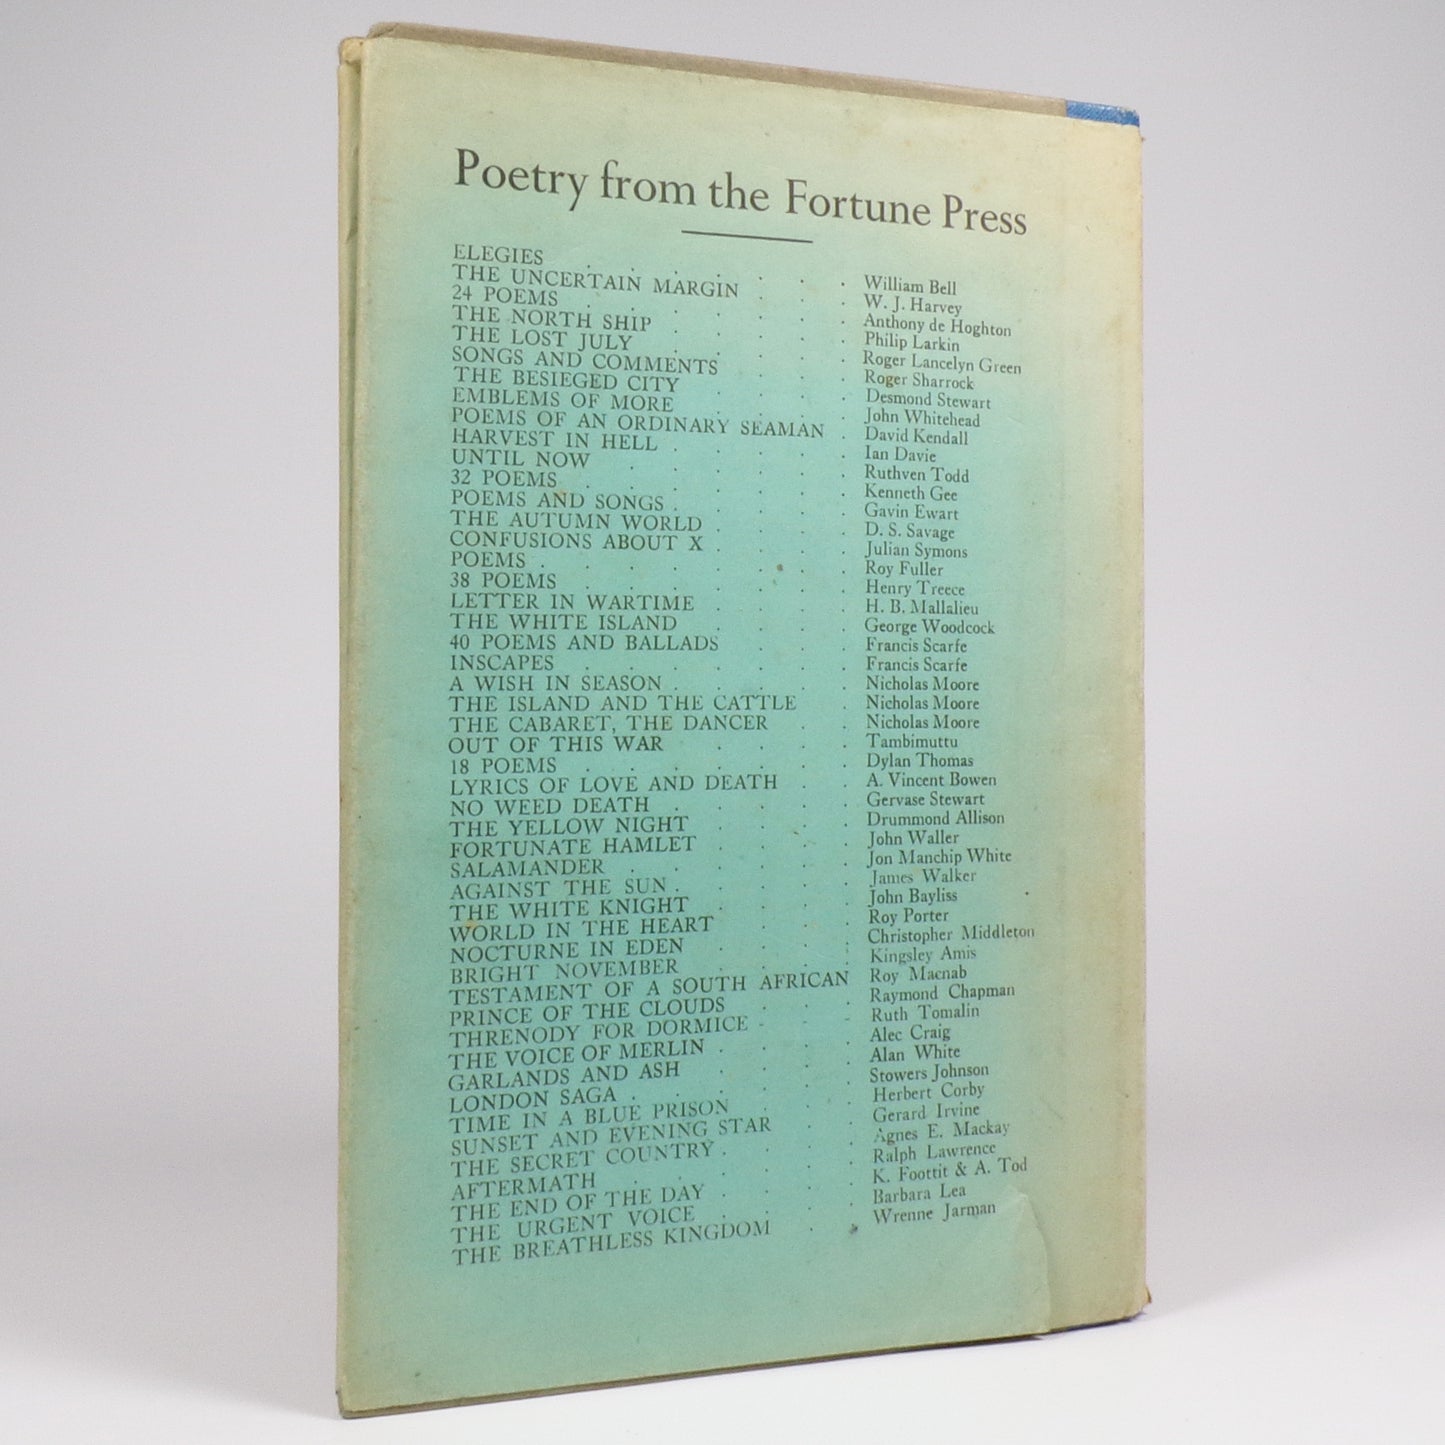 Poetry from the Fortune Press
ELEGIES . . . . . . . William Bell
THE UNCERTAIN MARGIN . . . W. J. Harvey
24 POEMS . . . . . . . Anthony de Hoghton
THE NORTH SHIP . . . . . Philip Larkin
THE LOST JULY . . . . . Roger Lancelyn Green
SONGS AND COMMENTS . . . Roger Sharrock
THE BESIEGED CITY . . . . Desmond Stewart
EMBLEMS OF MORE . . . . John Whitehead
POEMS OF AN ORDINARY SEAMAN . David Kendall
HARVEST IN HELL . . . . . Ian Davie
UNTIL NOW . . . . . . Ruthven Todd
32 POEMS . . . . . . . Kenneth Gee
POEMS AND SONGS . . . . . Gavin Ewart
THE AUTUMN WORLD . . . . D. S. Savage
CONFUSIONS ABOUT X . . . . Julian Symons
POEMS . . . . . . . . Roy Fuller
38 POEMS . . . . . . . Henry Treece
LETTER IN WARTIME . . . . H. B. Mallalieu
THE WHITE ISLAND . . . . George Woodcock
40 POEMS AND BALLADS . . . Francis Scarfe
INSCAPES . . . . . . . Francis Scarfe
A WISH IN SEASON . . . . . Nicholas Moore
THE ISLAND AND THE CATTLE . Nicholas Moore
THE CABARET, THE DANCER . . Nicholas Moore
OUT OF THIS WAR . . . . Tambimuttu
18 POEMS . . . . . . . Dylan Thomas
LYRICS OF LOVE AND DEATH . . A. Vincent Bowen
NO WEED DEATH . . . . . Gervase Stewart
THE YELLOW NIGHT . . . . Drummond Allison
FORTUNATE HAMLET . . . . John Waller
SALAMANDER . . . . . . Jon Manchip White
AGAINST THE SUN . . . . . James Walker
THE WHITE KNIGHT . . . . John Bayliss
WORLD IN THE HEART . . . Roy Porter
NOCTURNE IN EDEN . . . . Christopher Middleton
BRIGHT NOVEMBER . . . . Kingsley Amis
TESTAMENT OF A SOUTH AFRICAN Roy Macnab
PRINCE OF THE CLOUDS . . . Raymond Chapman
THRENODY FOR DORMICE - - - Ruth Tomalin
THE VOICE OF MERLIN . . . . Alec Craig
GARLANDS AND ASH . . . . Alan White
LONDON SAGA . . . . . . Stowers Johnson
TIME IN A BLUE PRISON . . . Herbert Corby
SUNSET AND EVENING STAR . . Gerard Irvine
THE SECRET COUNTRY . . . . Agnes E. Mackay
AFTERMATH . . . . . . Ralph Lawrence
THE END OF THE DAY . . . . K. Foottit & A. Tod
THE URGENT VOICE . . . . Barbara Lea
THE BREATHLESS KINGDOM . . Wrenne Jarman